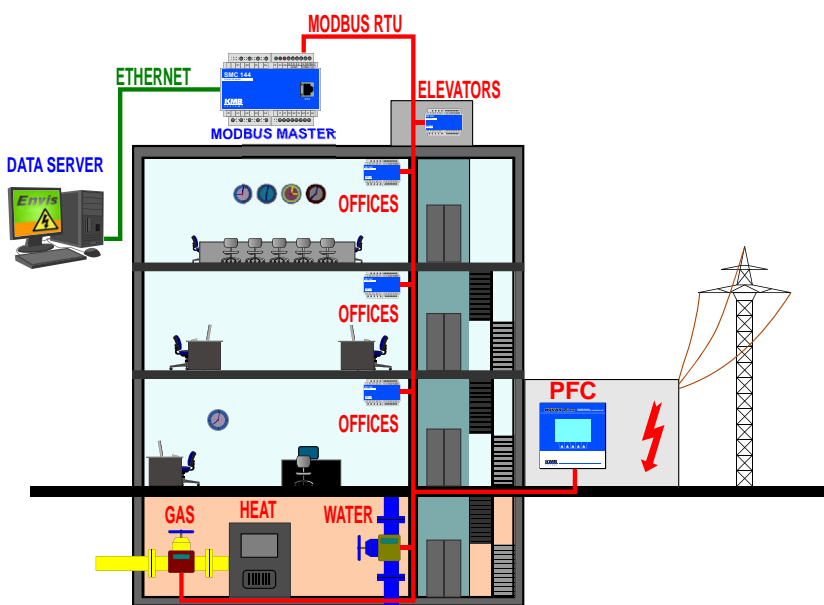 MODBUS RTU
ETHERNET
SMC 144
KMB
ELEVATORS
MODBUS MASTER
DATA SERVER
Envis
OFFICES
OFFICES
OFFICES
PFC
KMB
GAS
HEAT
WATER